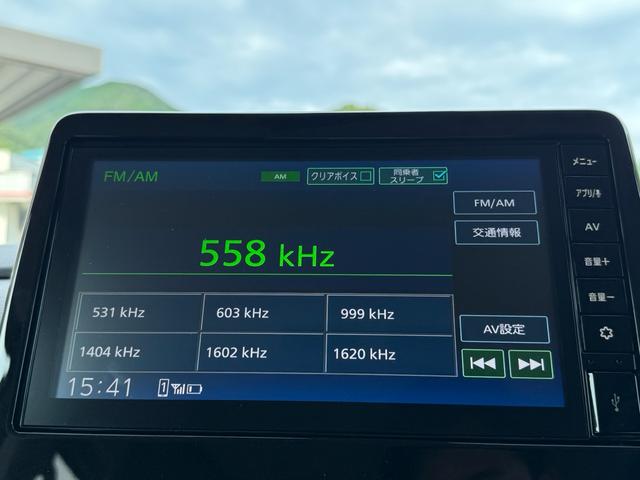 FM/AM
AM
クリアボイス
同乗者
スリープ
FM/AM
交通情報
558 kHz
531 kHz
603 kHz
999 kHz
1404 kHz
1602 kHz
1620 kHz
AV設定
15:41
1
メニュー
アプリ/
AV
音量+
音量-